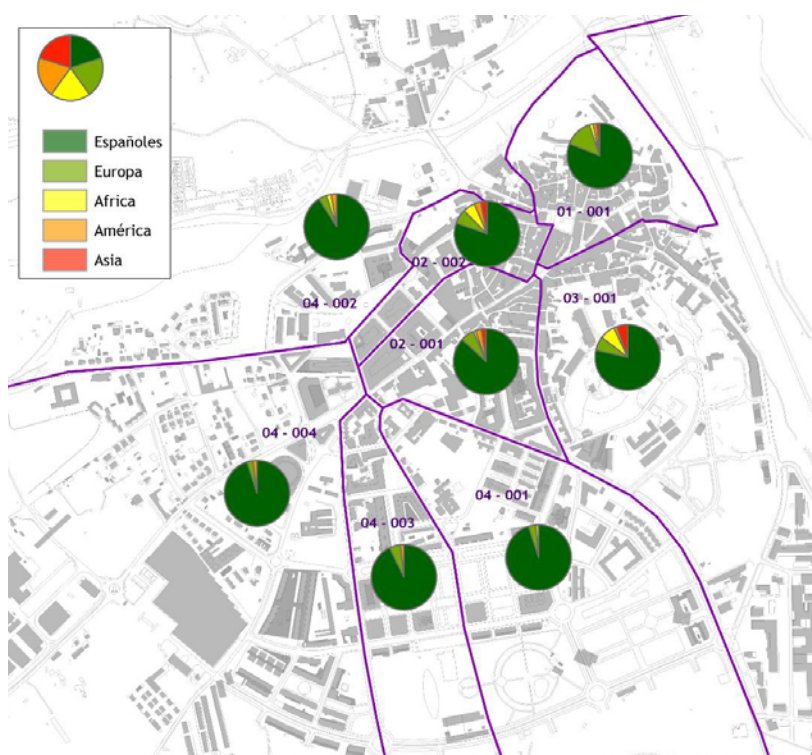 Españoles
Europa
Africa
América
Asia
01 - 001
02 - 002
03 - 001
04 - 002
02 - 001
04 - 004
04 - 001
04 - 003